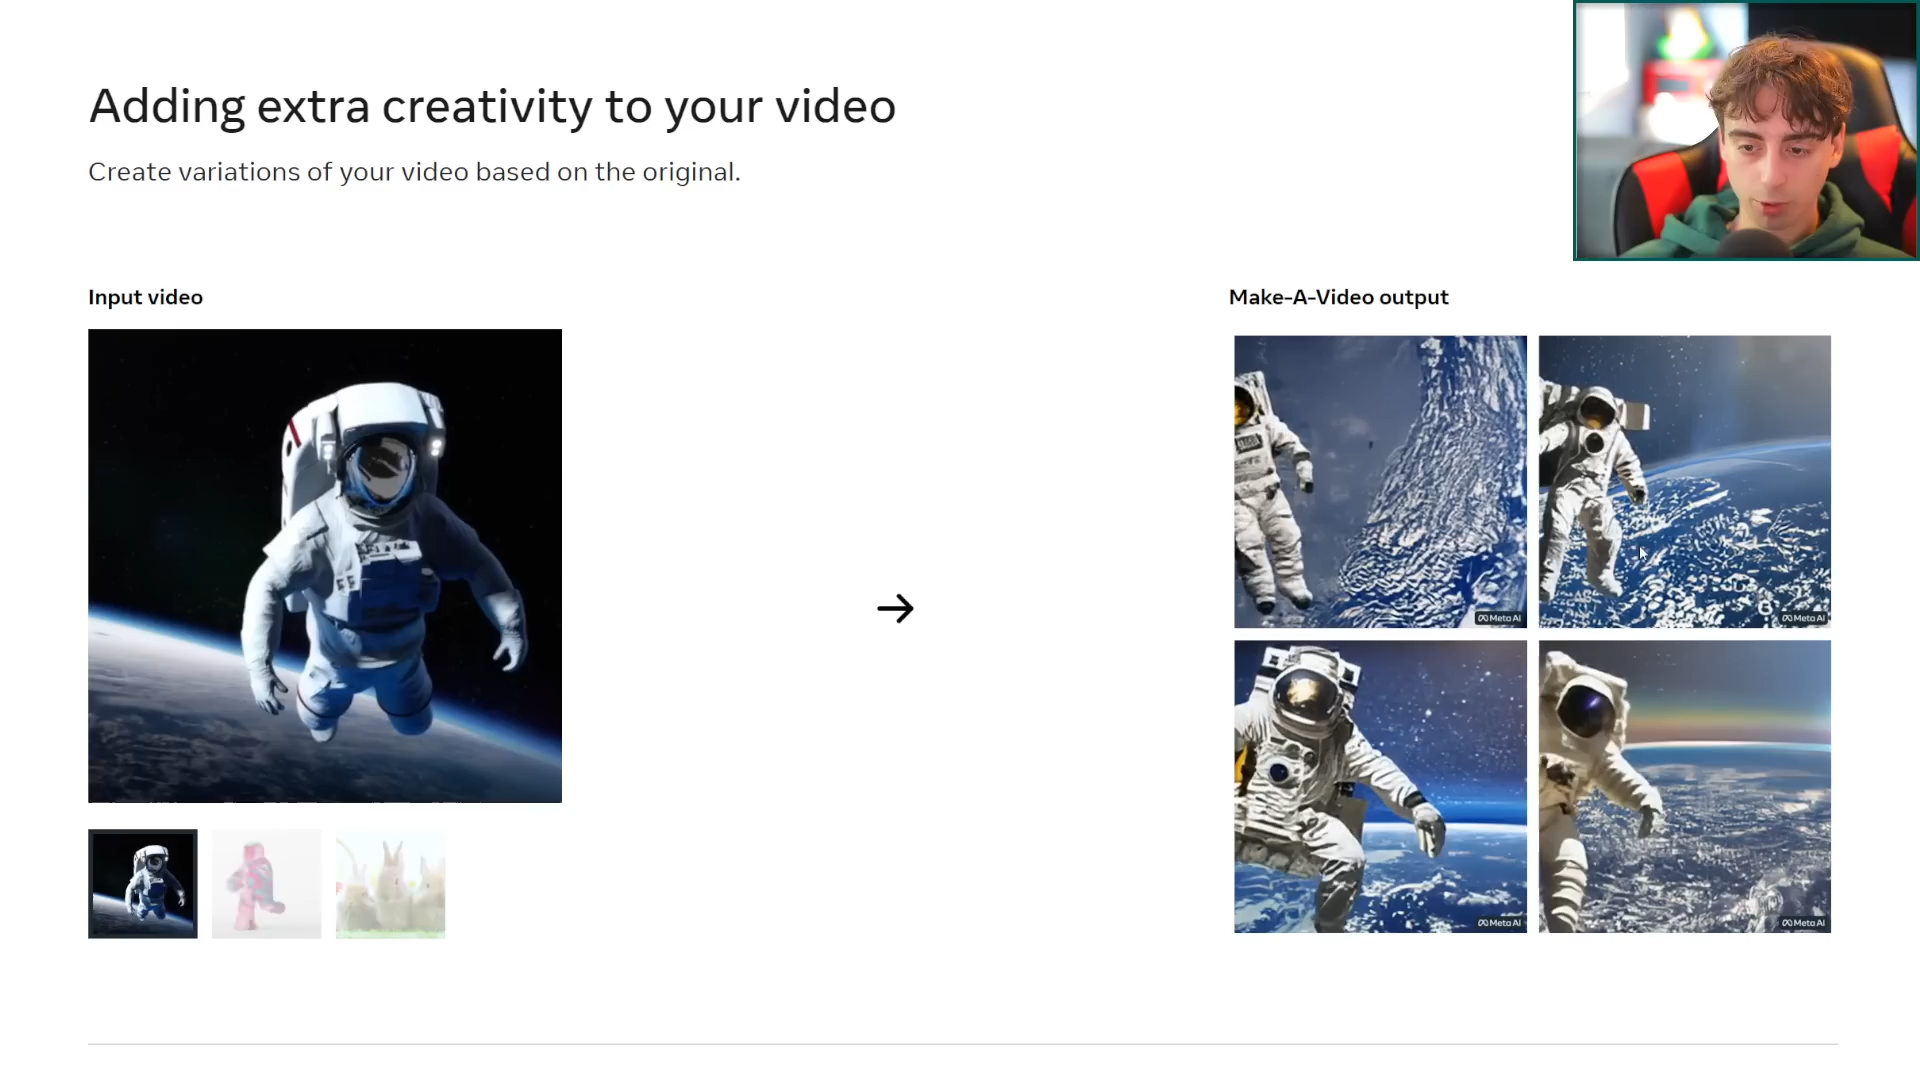 Adding extra creativity to your video
Create variations of your video based on the original.
Input video
Make-A-Video output
Meta AI
Meta AI
Meta AI
Meta AI